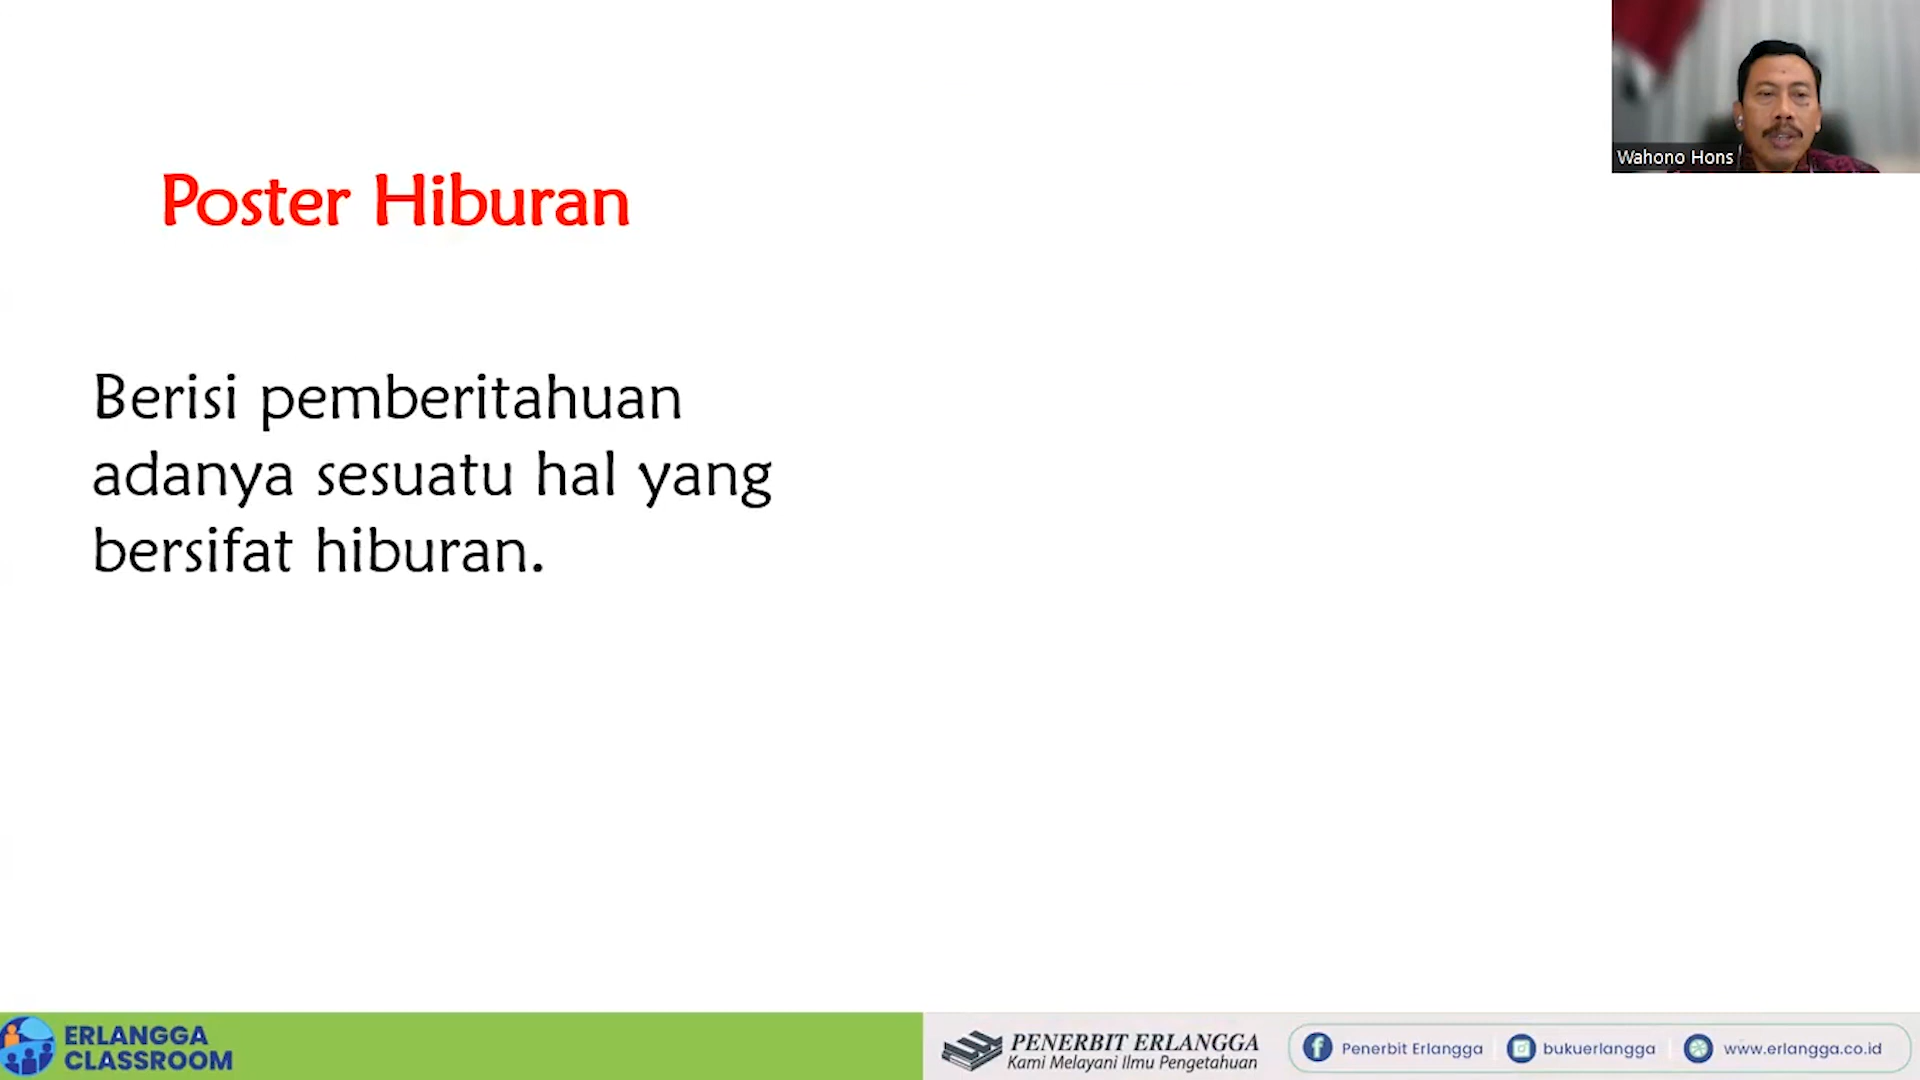 Wahono Hons
Poster Hiburan
Berisi pemberitahuan
adanya sesuatu hal yang
bersifat hiburan.
ERLANGGA
CLASSROOM
PENERBIT ERLANGGA
Kami Melayani Ilmu Pengetahuan
Penerbit Erlangga
bukuerlangga
www.erlangga.co.id